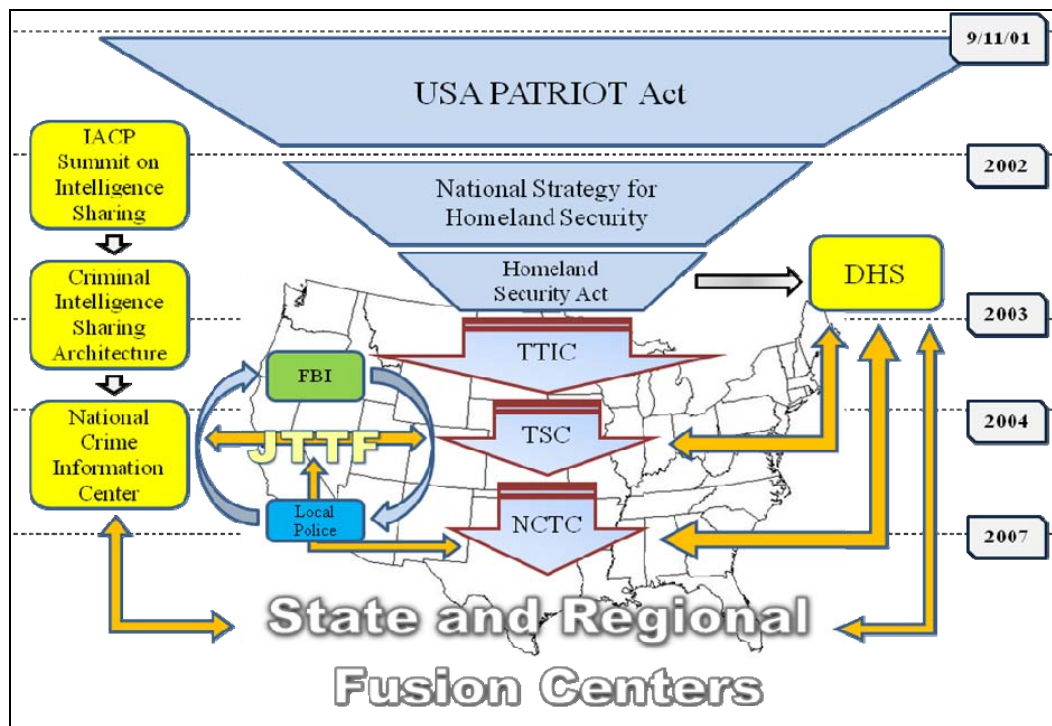 9/11/01
USA PATRIOT Act
IACP
Summit on
Intelligence
Sharing
2002
National Strategy for
Homeland Security
Homeland
Security Act
DHS
Criminal
Intelligence
Sharing
Architecture
2003
TTIC
FBI
National
Crime
Information
Center
2004
TSC
JTTF
Local
Police
NCTC
2007
State and Regional
Fusion Centers